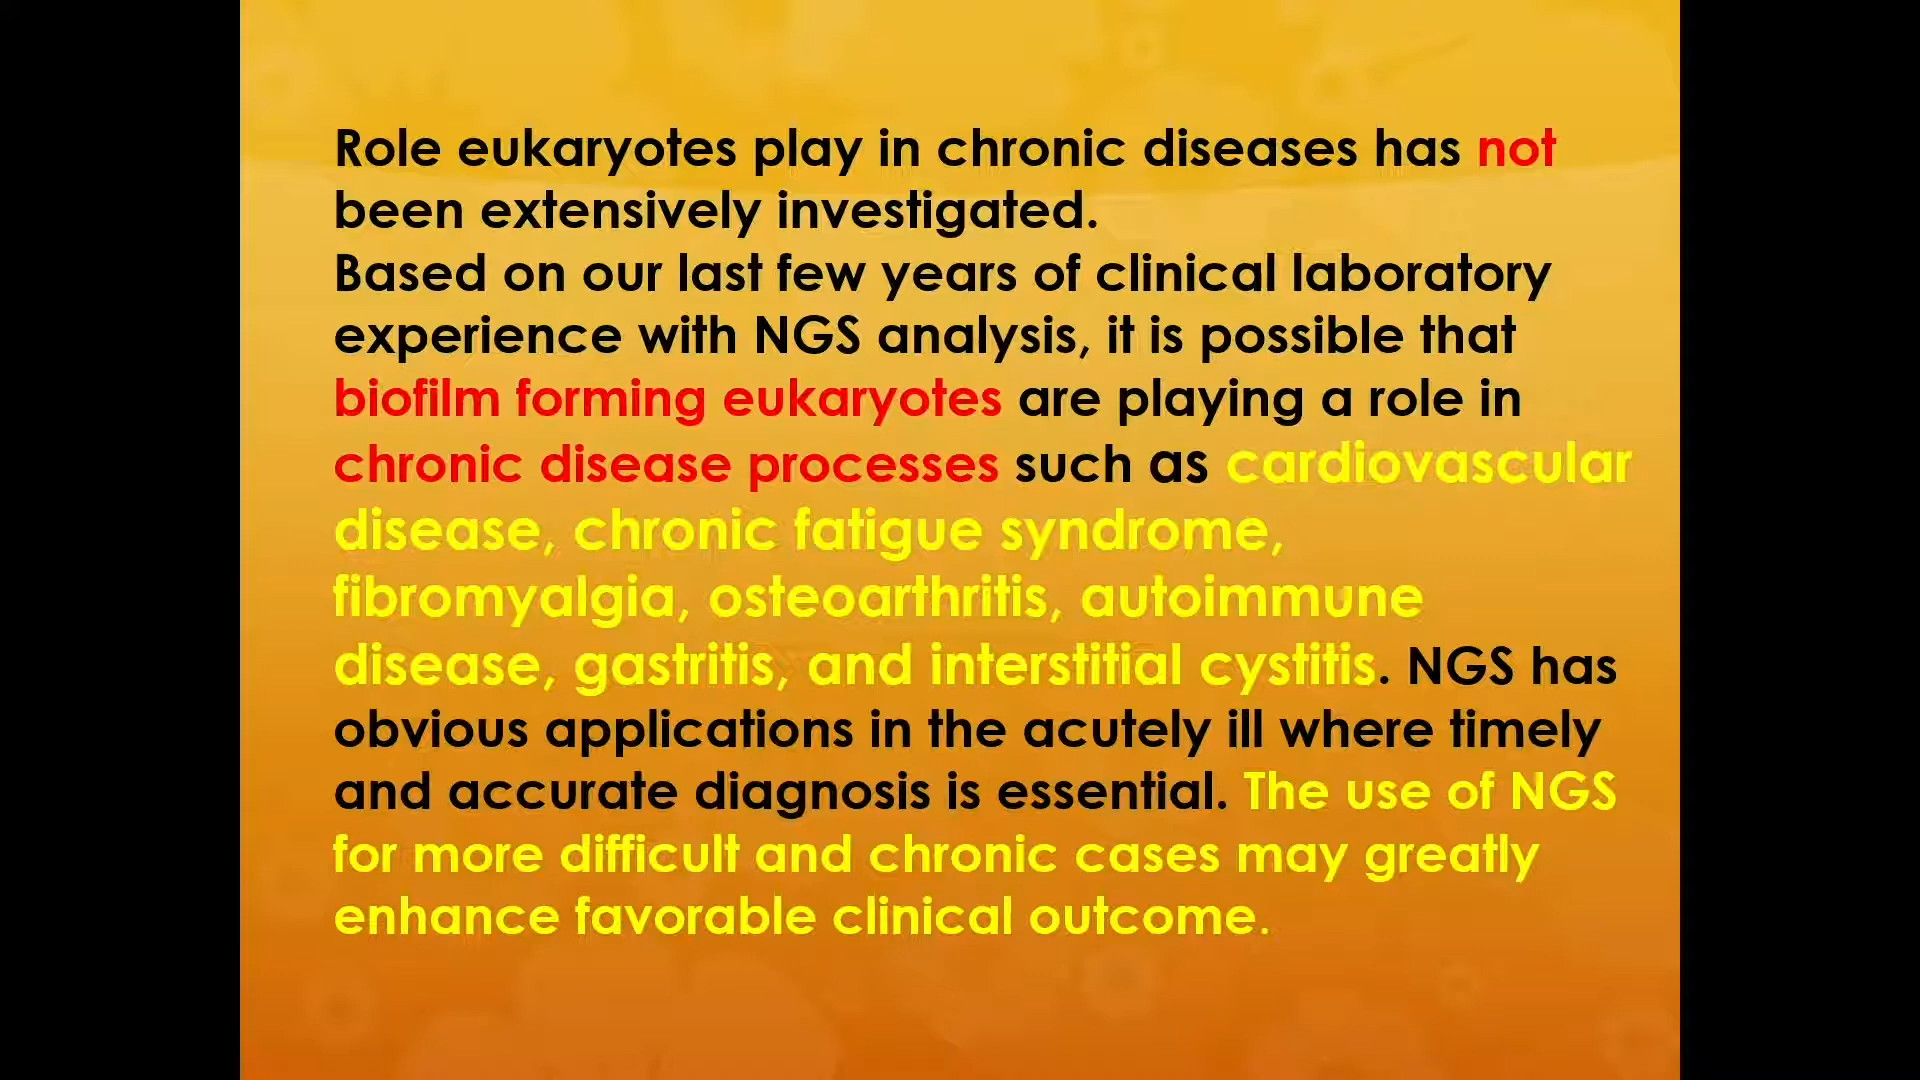 Role eukaryotes play in chronic diseases has not
been extensively investigated.
Based on our last few years of clinical laboratory
experience with NGS analysis, it is possible that
biofilm forming eukaryotes are playing a role in
chronic disease processes such as cardiovascular
disease, chronic fatigue syndrome,
fibromyalgia, osteoarthritis, autoimmune
disease, gastritis, and interstitial cystitis. NGS has
obvious applications in the acutely ill where timely
and accurate diagnosis is essential. The use of NGS
for more difficult and chronic cases may greatly
enhance favorable clinical outcome.